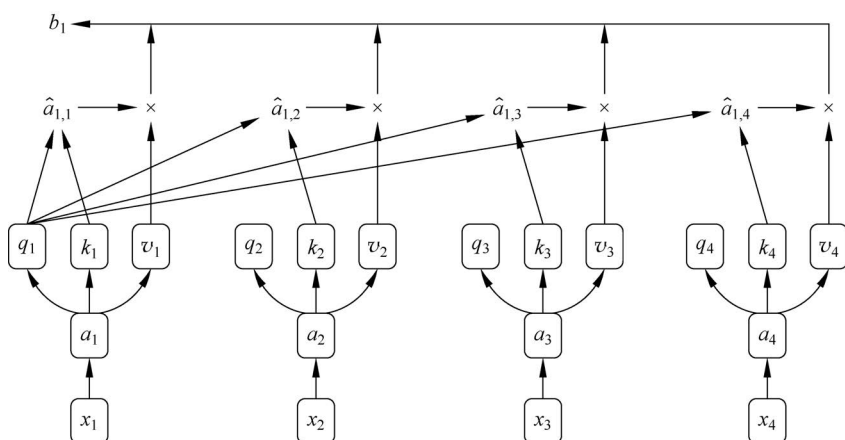 b₁
â₁,₁ × â₁,₂ × â₁,₃ × â₁,₄ ×
q₁ k₁ v₁ q₂ k₂ v₂ q₃ k₃ v₃ q₄ k₄ v₄
a₁ a₂ a₃ a₄
x₁ x₂ x₃ x₄